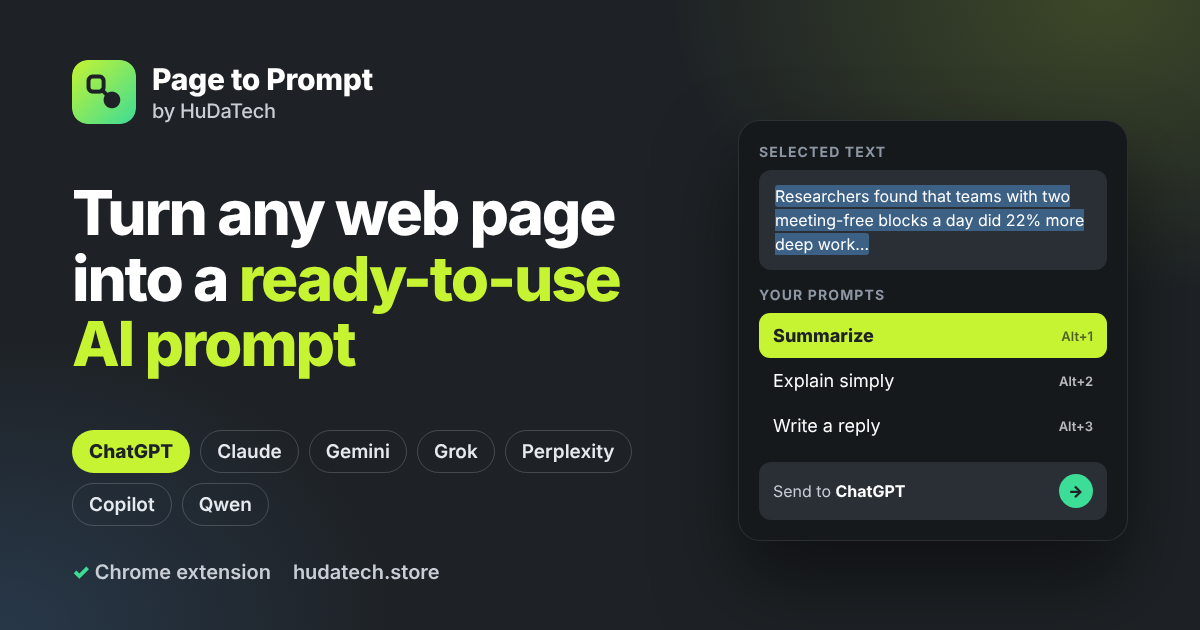 Page to Prompt
by HuDaTech
Turn any web page
into a ready-to-use
AI prompt
ChatGPT
Claude
Gemini
Grok
Perplexity
Copilot
Qwen
Chrome extension
hudatech.store
SELECTED TEXT
Researchers found that teams with two
meeting-free blocks a day did 22% more
deep work...
YOUR PROMPTS
Summarize Alt+1
Explain simply Alt+2
Write a reply Alt+3
Send to ChatGPT